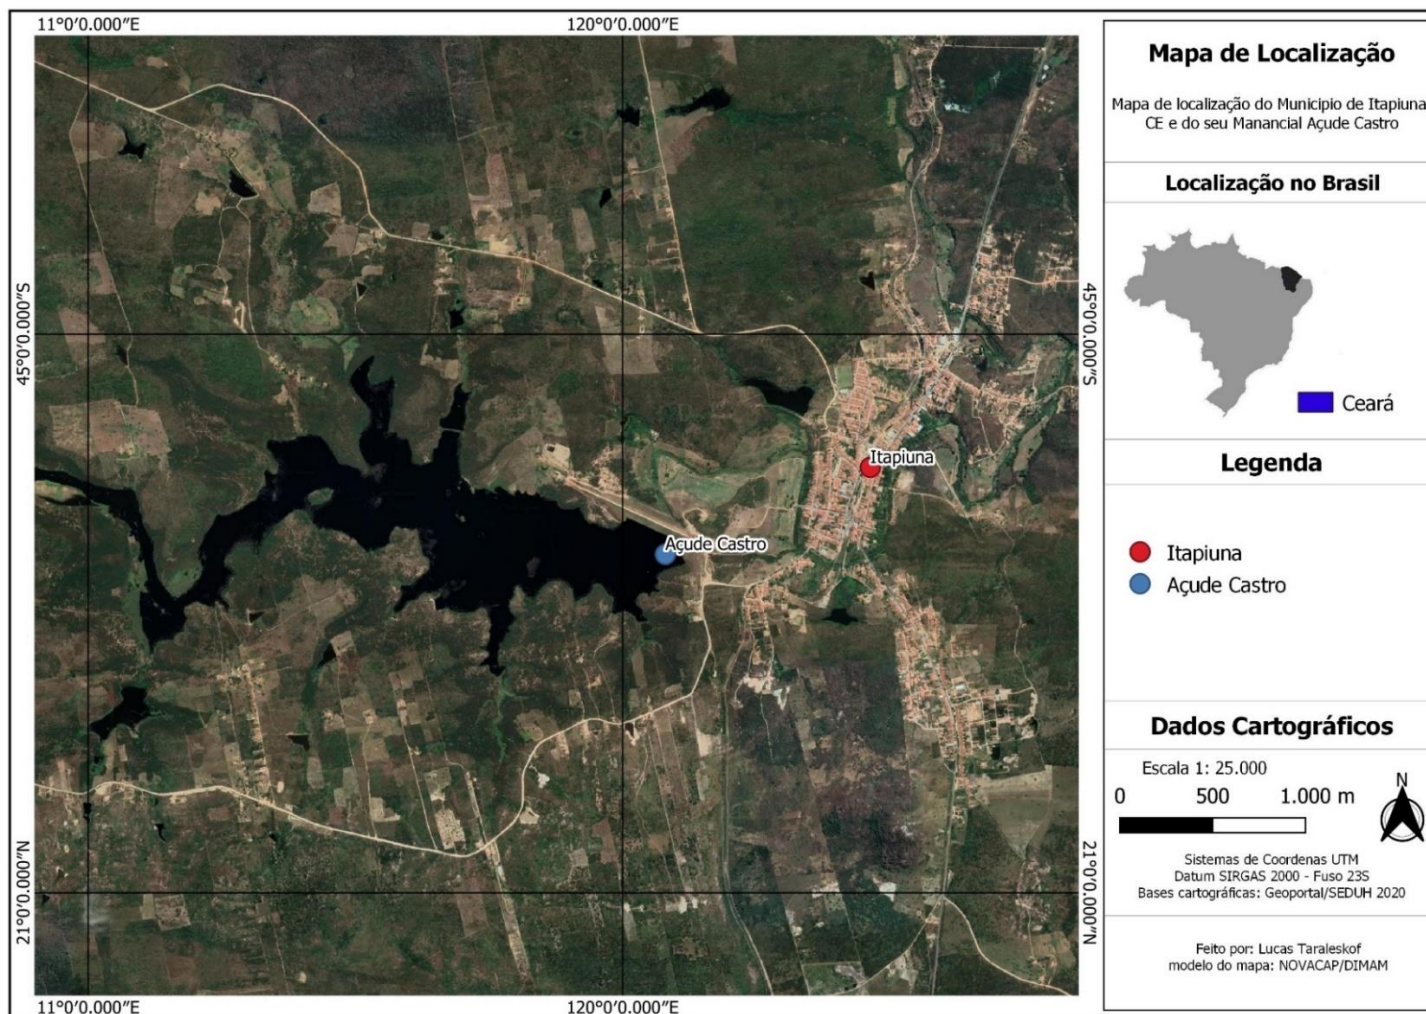 11°0'0.000"E
120°0'0.000"E
45°0'0.000"S
45°0'0.000"S
Itapiuna
Açude Castro
21°0'0.000"N
21°0'0.000"N
11°0'0.000"E
120°0'0.000"E
Mapa de Localização
Mapa de localização do Municipio de Itapiuna
CE e do seu Manancial Açude Castro
Localização no Brasil
Ceará
Legenda
Itapiuna
Açude Castro
Dados Cartográficos
Escala 1: 25.000
0 500 1.000 m
N
Sistemas de Coordenas UTM
Datum SIRGAS 2000 - Fuso 23S
Bases cartográficas: Geoportal/SEDUH 2020
Feito por: Lucas Taraleskof
modelo do mapa: NOVACAP/DIMAM